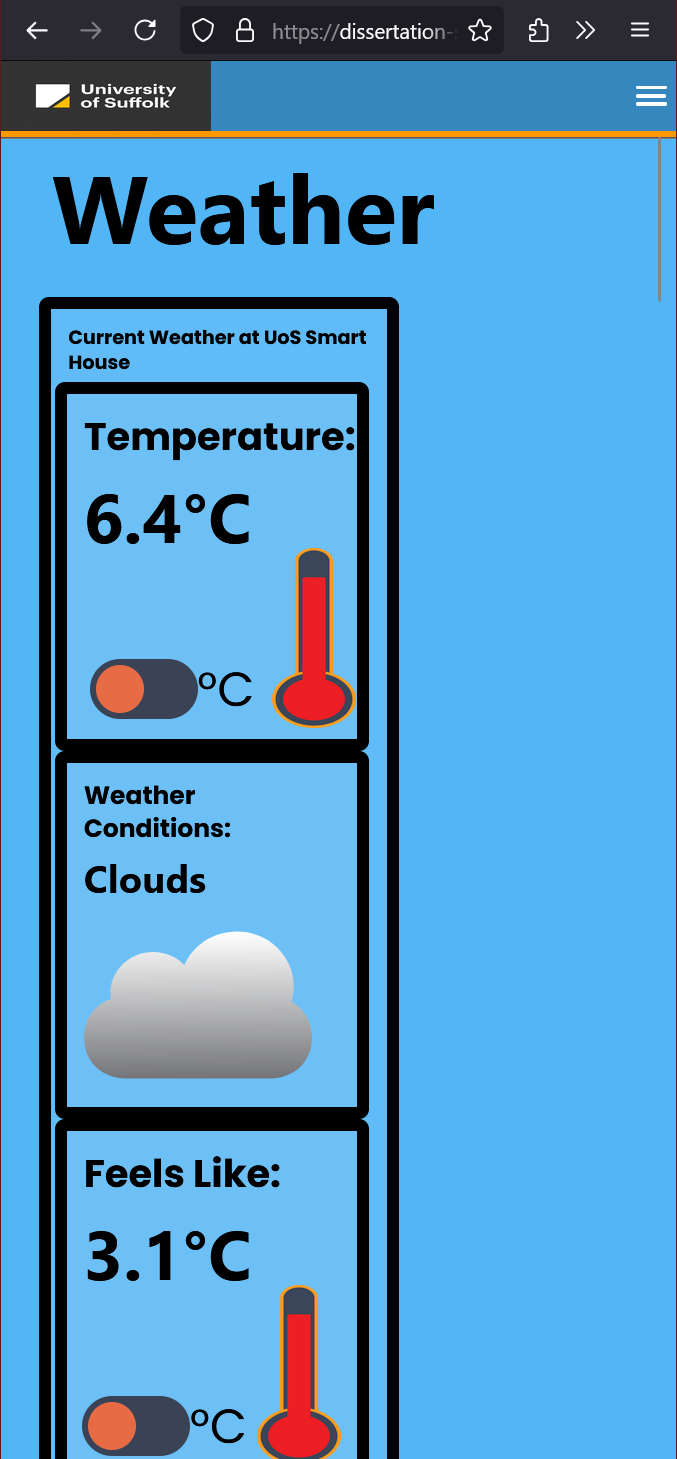 https://dissertation-
University
of Suffolk
Weather
Current Weather at UoS Smart
House
Temperature:
6.4°C
°C
Weather
Conditions:
Clouds
Feels Like:
3.1°C
°C